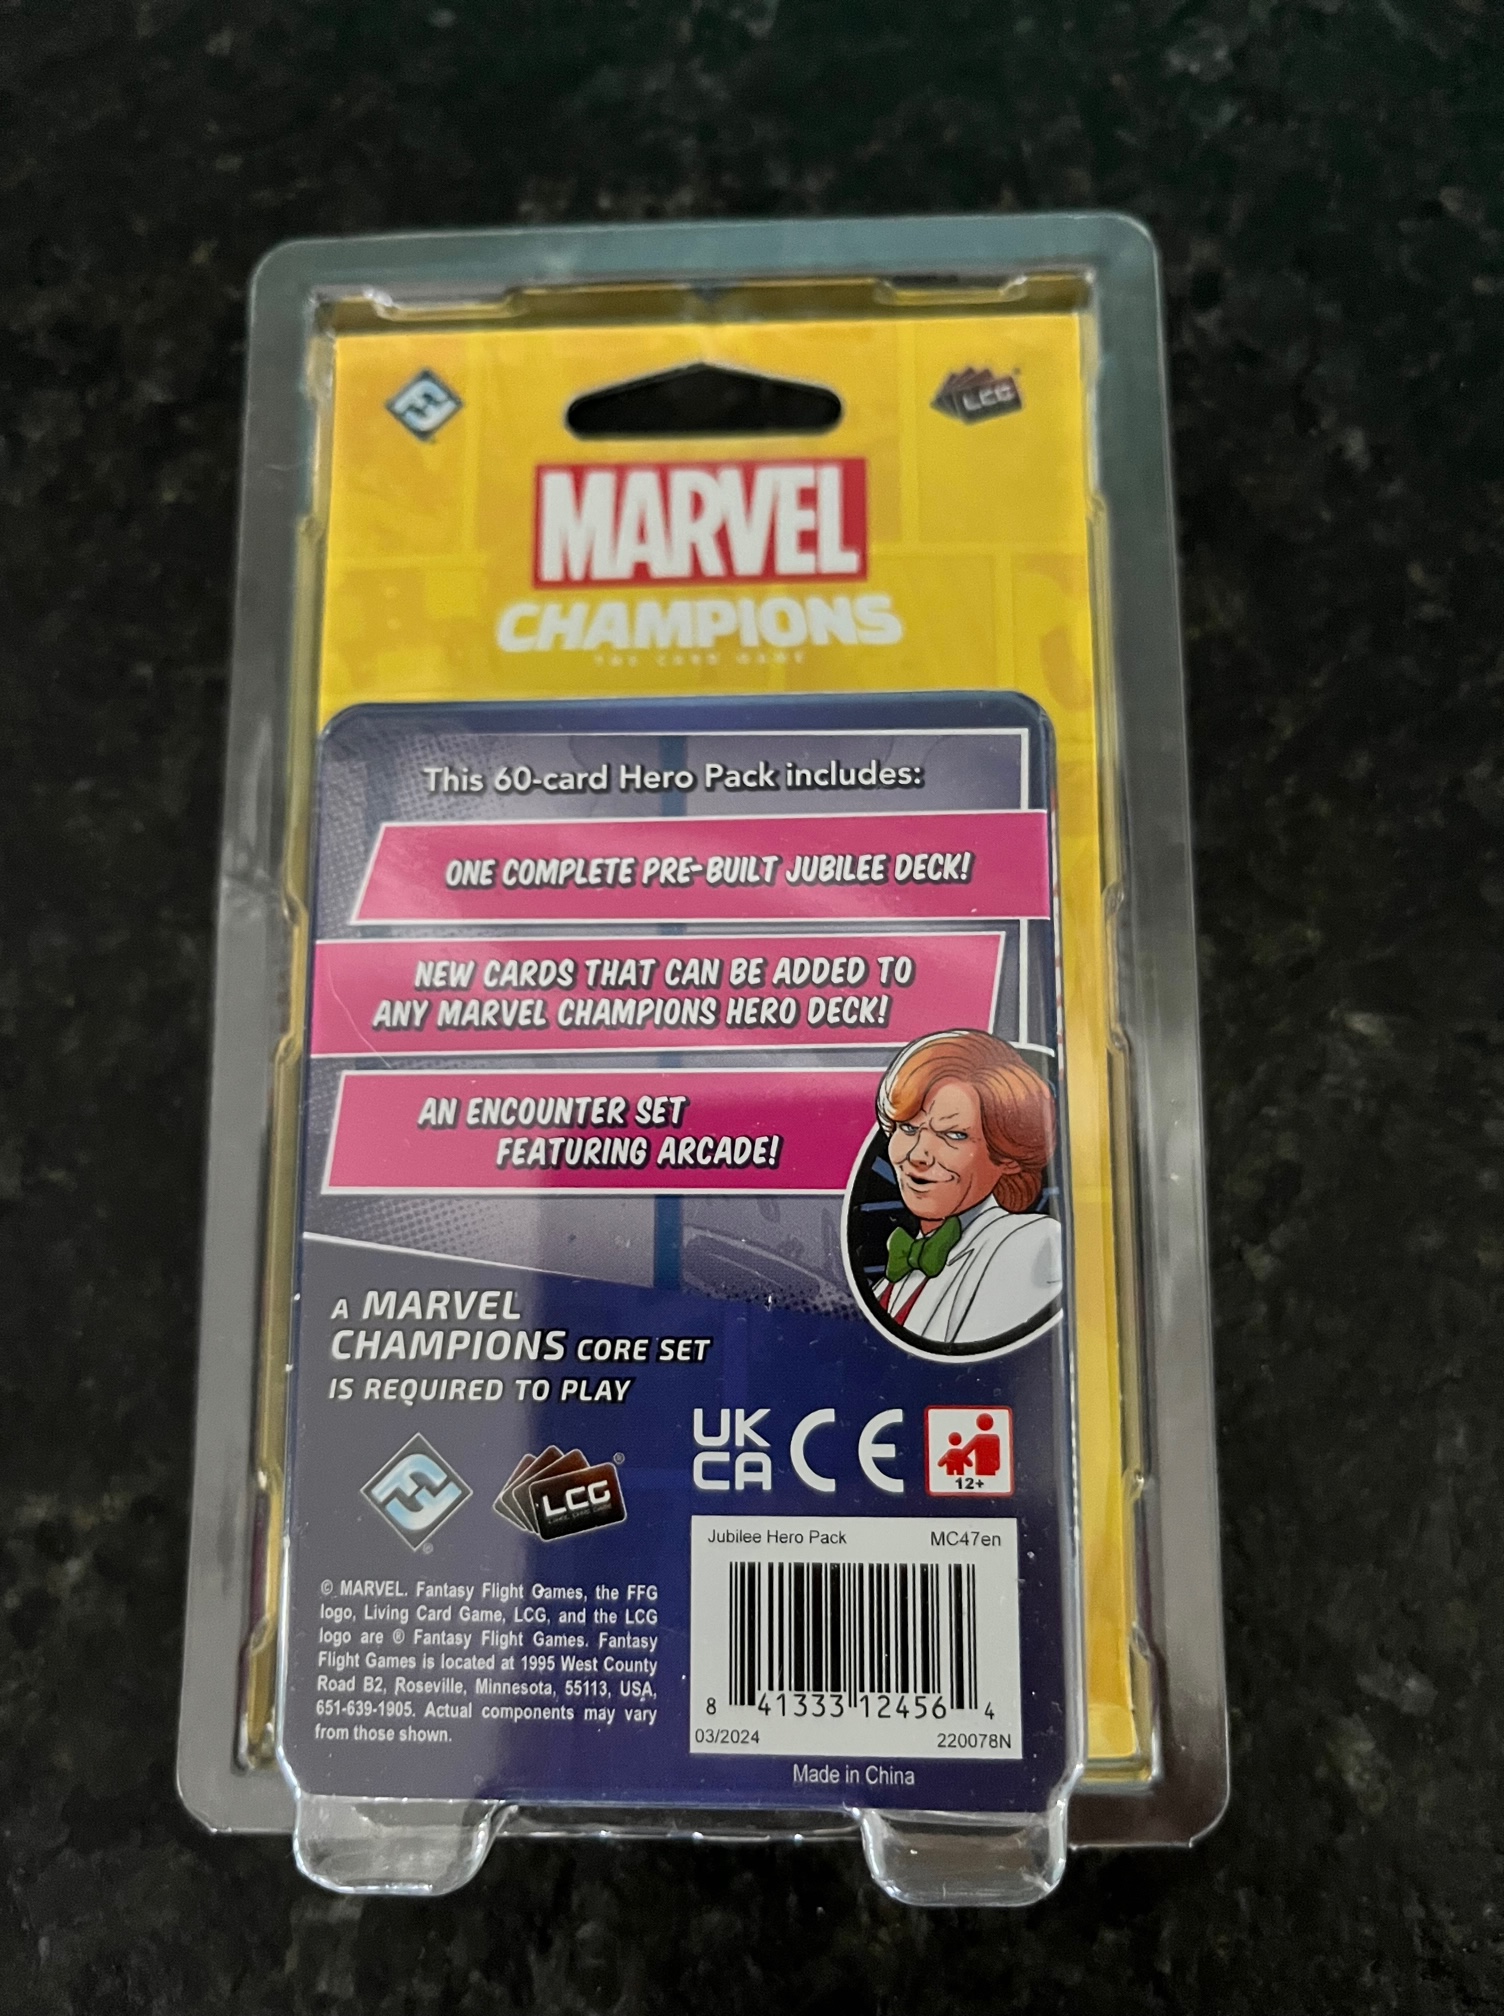 LCG
MARVEL
CHAMPIONS
THE CARD GAME
This 60-card Hero Pack includes:
ONE COMPLETE PRE-BUILT JUBILEE DECK!
NEW CARDS THAT CAN BE ADDED TO
ANY MARVEL CHAMPIONS HERO DECK!
AN ENCOUNTER SET
FEATURING ARCADE!
A MARVEL
CHAMPIONS CORE SET
IS REQUIRED TO PLAY
UK
CA CE
12+
LCG
®
®
© MARVEL. Fantasy Flight Games, the FFG
logo, Living Card Game, LCG, and the LCG
logo are ® Fantasy Flight Games. Fantasy
Flight Games is located at 1995 West County
Road B2, Roseville, Minnesota, 55113, USA,
651-639-1905. Actual components may vary
from those shown.
Jubilee Hero Pack MC47en
8 41333 12456 4
03/2024 220078N
Made in China